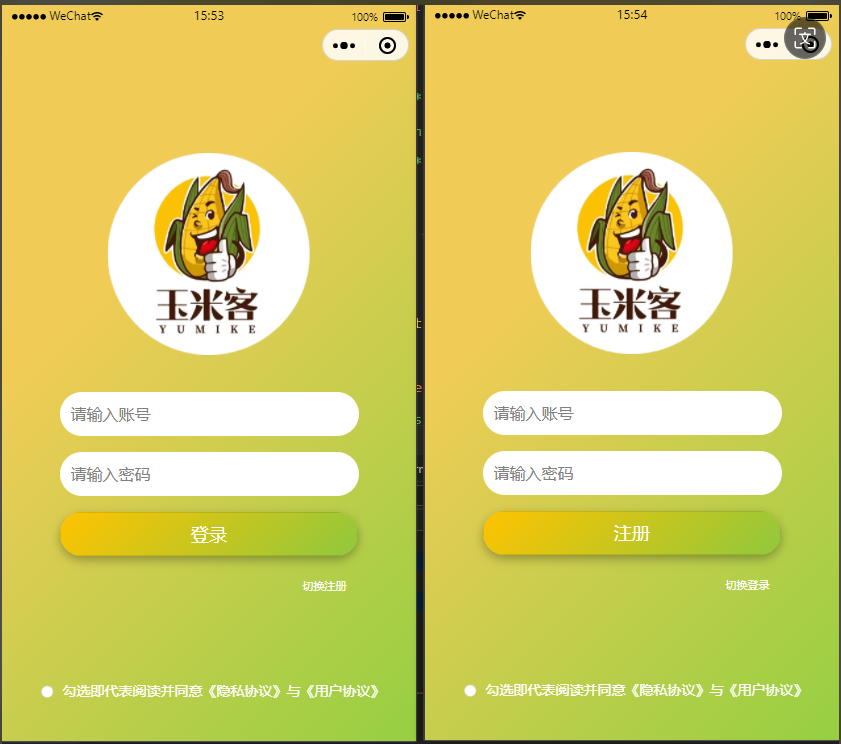 WeChat 15:53 100%
玉米客
YUMIKE
请输入账号
请输入密码
登录
切换注册
勾选即代表阅读并同意《隐私协议》与《用户协议》
WeChat 15:54 100%
文
玉米客
YUMIKE
请输入账号
请输入密码
注册
切换登录
勾选即代表阅读并同意《隐私协议》与《用户协议》